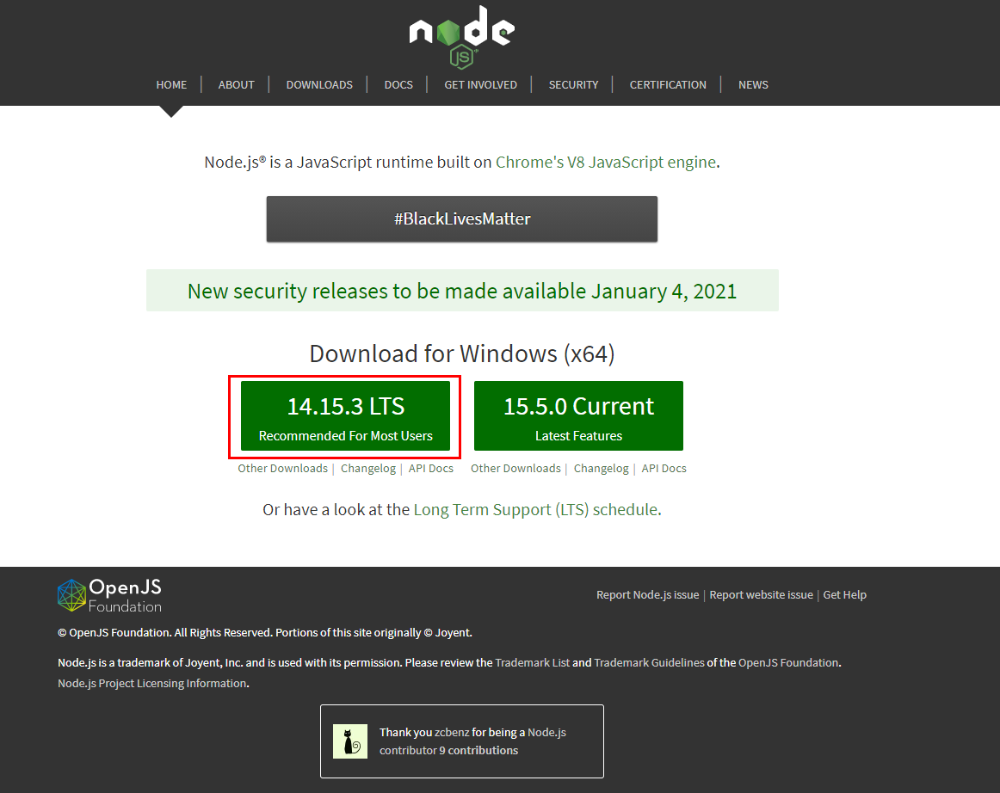 node
JS
HOME | ABOUT | DOWNLOADS | DOCS | GET INVOLVED | SECURITY | CERTIFICATION | NEWS
Node.js® is a JavaScript runtime built on Chrome's V8 JavaScript engine.
#BlackLivesMatter
New security releases to be made available January 4, 2021
Download for Windows (x64)
14.15.3 LTS
Recommended For Most Users
15.5.0 Current
Latest Features
Other Downloads | Changelog | API Docs
Other Downloads | Changelog | API Docs
Or have a look at the Long Term Support (LTS) schedule.
OpenJS
Foundation
Report Node.js issue | Report website issue | Get Help
© OpenJS Foundation. All Rights Reserved. Portions of this site originally © Joyent.
Node.js is a trademark of Joyent, Inc. and is used with its permission. Please review the Trademark List and Trademark Guidelines of the OpenJS Foundation.
Node.js Project Licensing Information.
Thank you zcbenz for being a Node.js
contributor 9 contributions